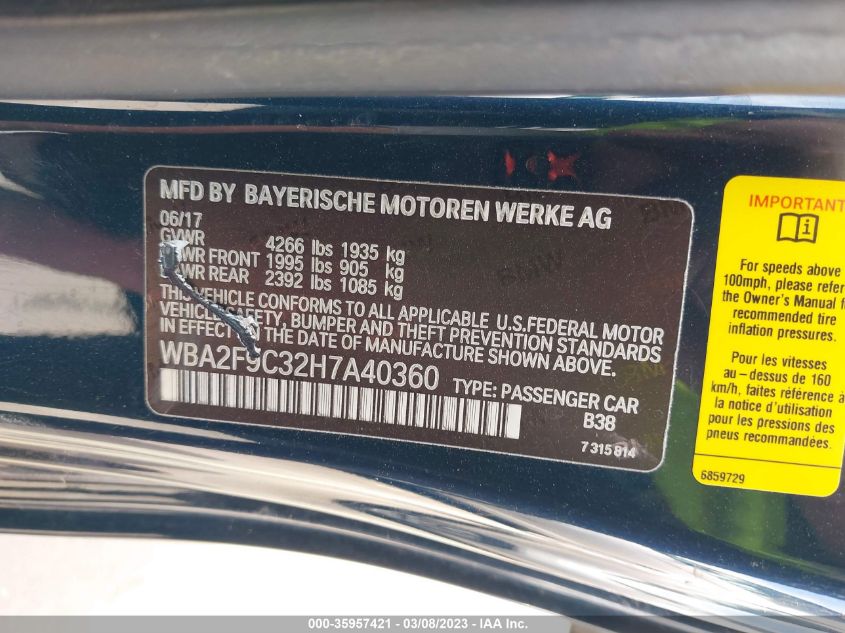 MFD BY BAYERISCHE MOTOREN WERKE AG
06/17
GVWR 4266 lbs 1935 kg
GAWR FRONT 1995 lbs 905 kg
GAWR REAR 2392 lbs 1085 kg
THIS VEHICLE CONFORMS TO ALL APPLICABLE U.S.FEDERAL MOTOR
VEHICLE SAFETY, BUMPER AND THEFT PREVENTION STANDARDS
IN EFFECT ON THE DATE OF MANUFACTURE SHOWN ABOVE.
WBA2F9C32H7A40360 TYPE: PASSENGER CAR
B38
7 315 814
IMPORTANT
For speeds above
100mph, please refer
the Owner's Manual
recommended tire
inflation pressures.
Pour les vitesses
au-dessus de 160
km/h, faites référence à
la notice d'utilisation
pour les pressions des
pneus recommandées.
6859729
000-35957421 - 03/08/2023 - © COPYRIGHT IAA